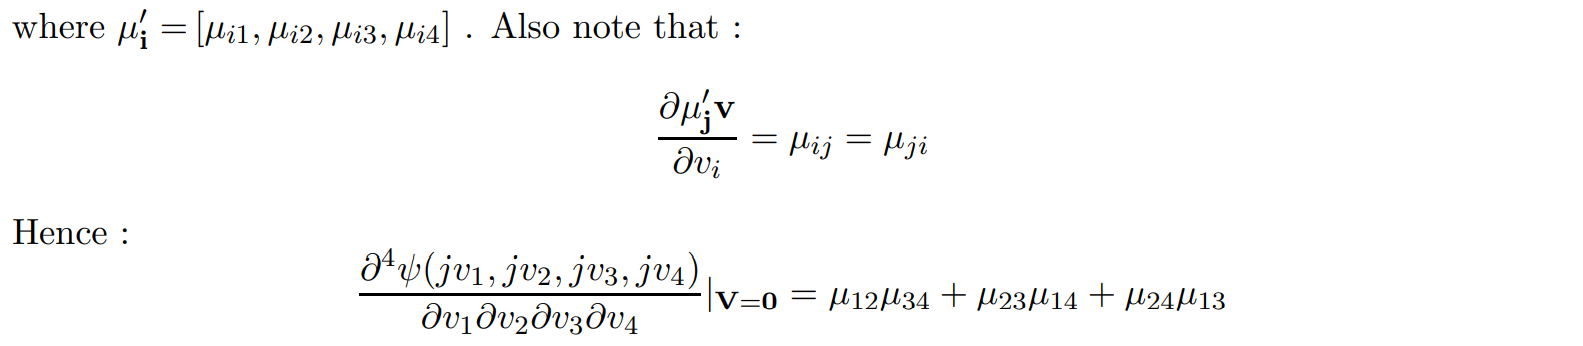 where μ′𝐢 = [μi1, μi2, μi3, μi4] . Also note that :
∂μ′𝐣𝐯 / ∂vi = μij = μji
Hence :
∂⁴ψ(jv1, jv2, jv3, jv4) / ∂v1∂v2∂v3∂v4 |𝐕=𝟎 = μ12μ34 + μ23μ14 + μ24μ13